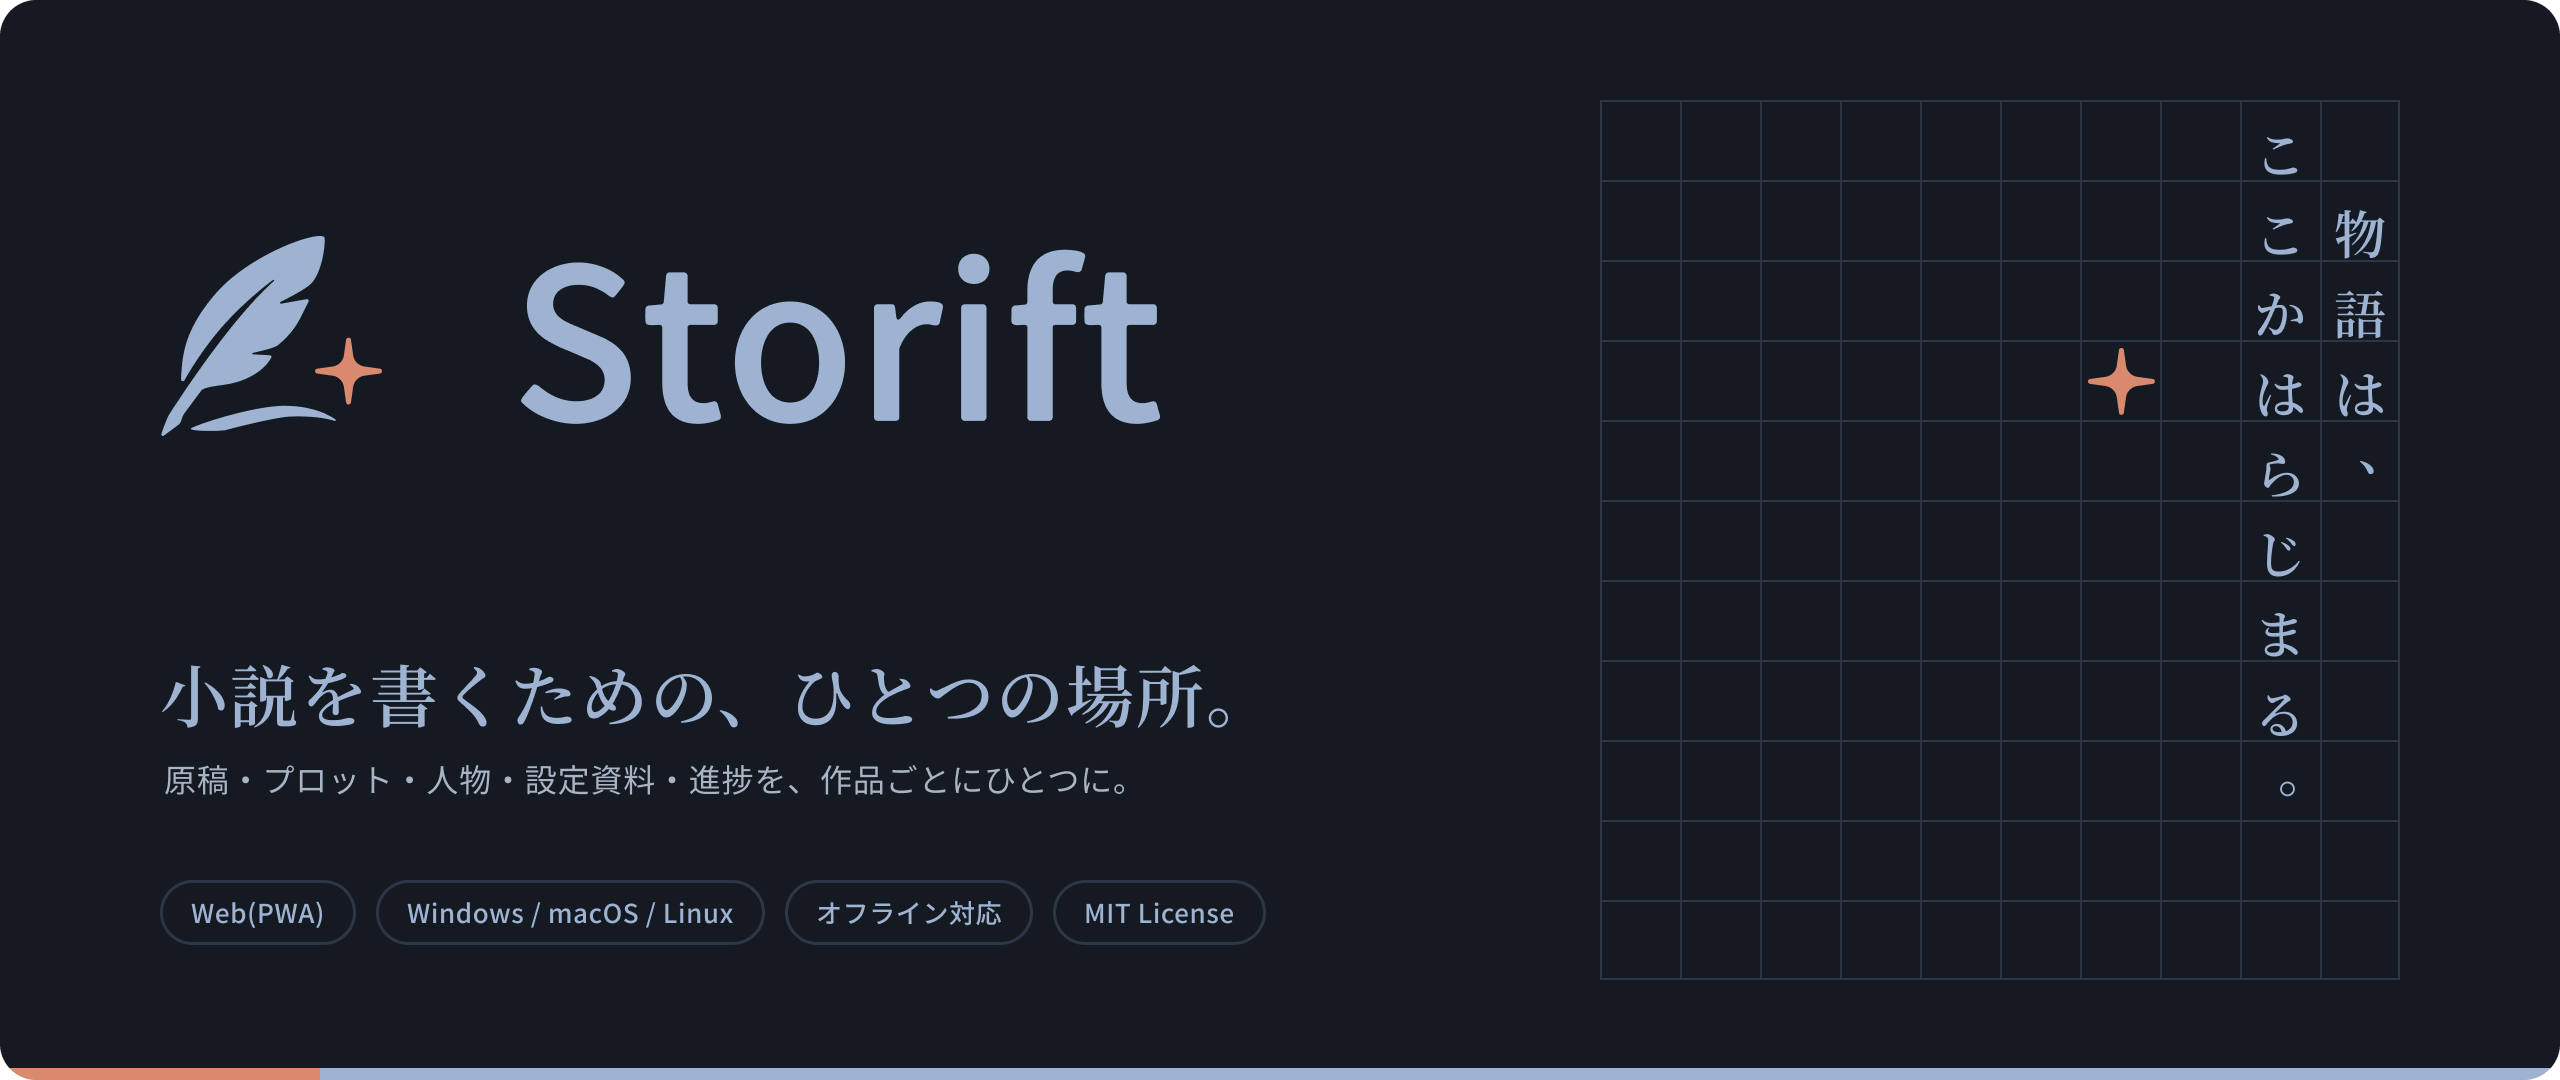 Storift
小説を書くための、ひとつの場所。
原稿・プロット・人物・設定資料・進捗を、作品ごとにひとつに。
Web(PWA)
Windows / macOS / Linux
オフライン対応
MIT License
物語は、
ここからはじまる。